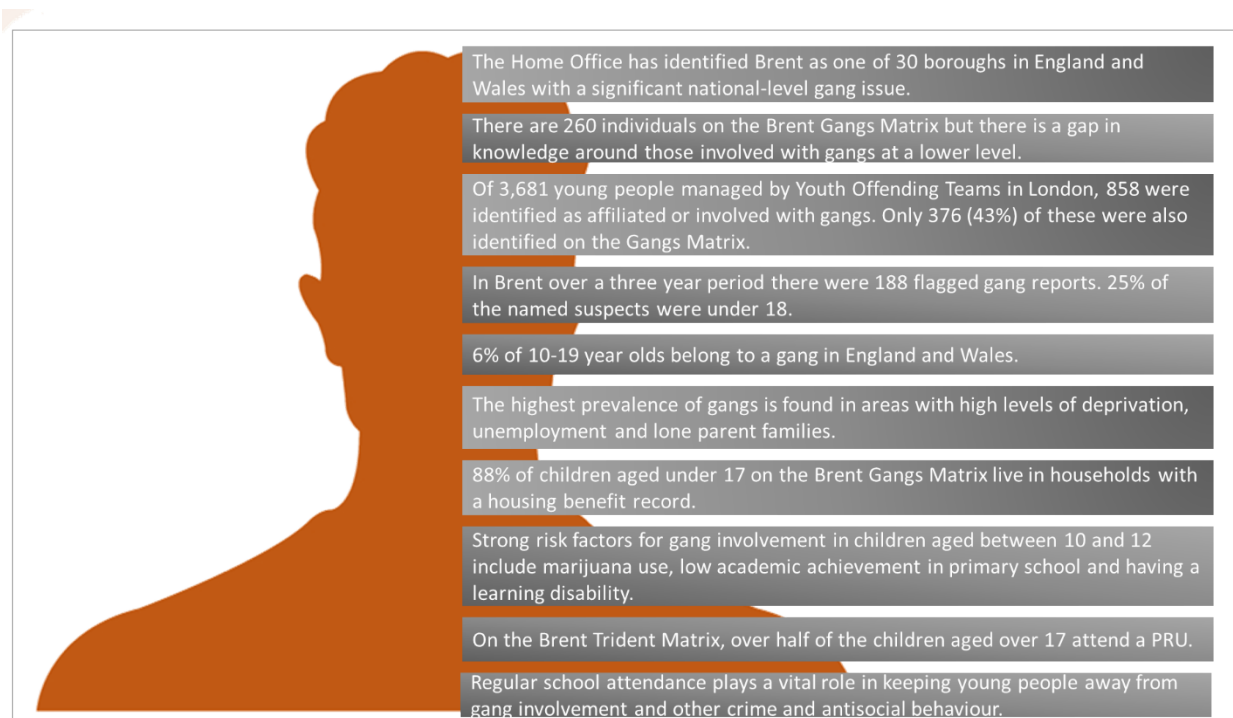 The Home Office has identified Brent as one of 30 boroughs in England and
Wales with a significant national-level gang issue.
There are 260 individuals on the Brent Gangs Matrix but there is a gap in
knowledge around those involved with gangs at a lower level.
Of 3,681 young people managed by Youth Offending Teams in London, 858 were
identified as affiliated or involved with gangs. Only 376 (43%) of these were also
identified on the Gangs Matrix.
In Brent over a three year period there were 188 flagged gang reports. 25% of
the named suspects were under 18.
6% of 10-19 year olds belong to a gang in England and Wales.
The highest prevalence of gangs is found in areas with high levels of deprivation,
unemployment and lone parent families.
88% of children aged under 17 on the Brent Gangs Matrix live in households with
a housing benefit record.
Strong risk factors for gang involvement in children aged between 10 and 12
include marijuana use, low academic achievement in primary school and having a
learning disability.
On the Brent Trident Matrix, over half of the children aged over 17 attend a PRU.
Regular school attendance plays a vital role in keeping young people away from
gang involvement and other crime and antisocial behaviour.